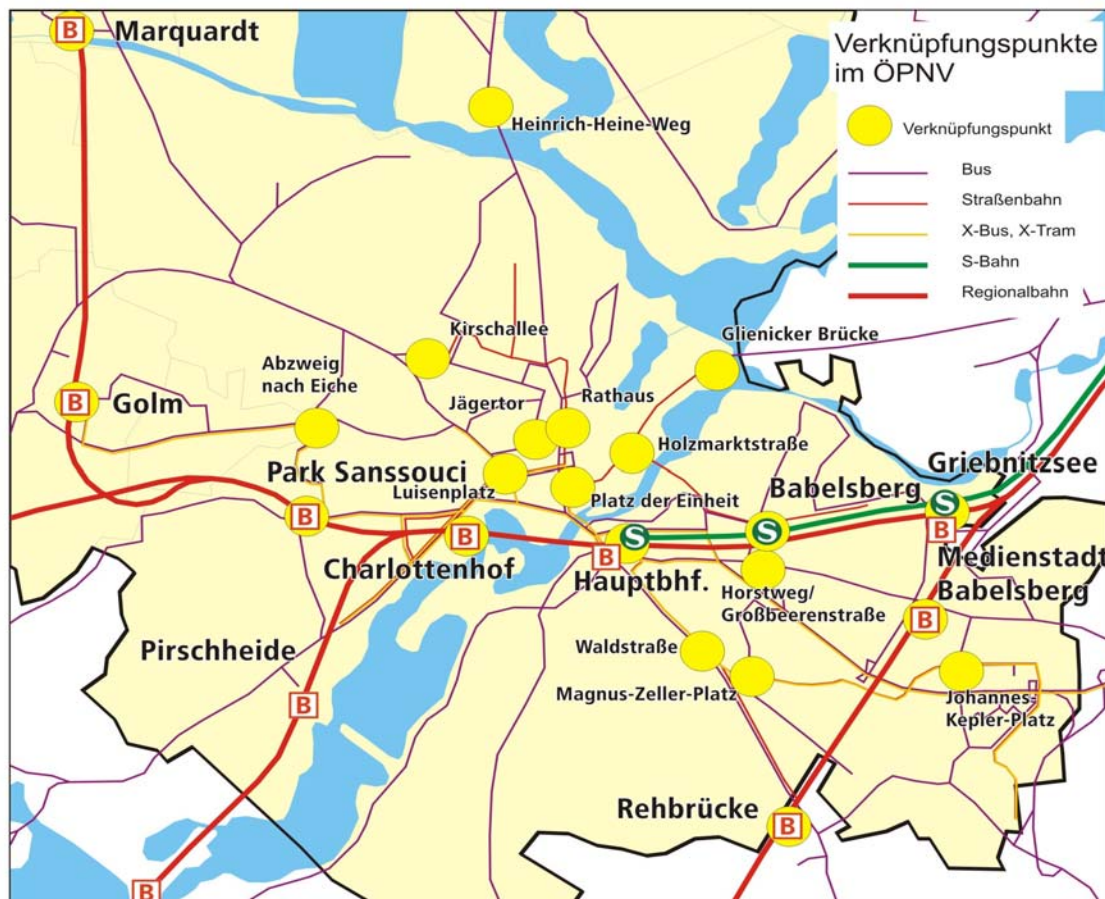 B
Marquardt
Verknüpfungspunkte
im ÖPNV
Verknüpfungspunkt
Bus
Straßenbahn
X-Bus, X-Tram
S-Bahn
Regionalbahn
Heinrich-Heine-Weg
Kirschallee
Glienicker Brücke
Abzweig
nach Eiche
Rathaus
Jägertor
B
Golm
Holzmarktstraße
Park Sanssouci
Luisenplatz
Platz der Einheit
Griebnitzsee
Babelsberg
B
B
Charlottenhof
B
S
Hauptbhf.
S
S
B
Horstweg/
Großbeerenstraße
Medienstadt
Babelsberg
B
Pirschheide
B
Waldstraße
Magnus-Zeller-Platz
Johannes-
Kepler-Platz
Rehbrücke
B
B